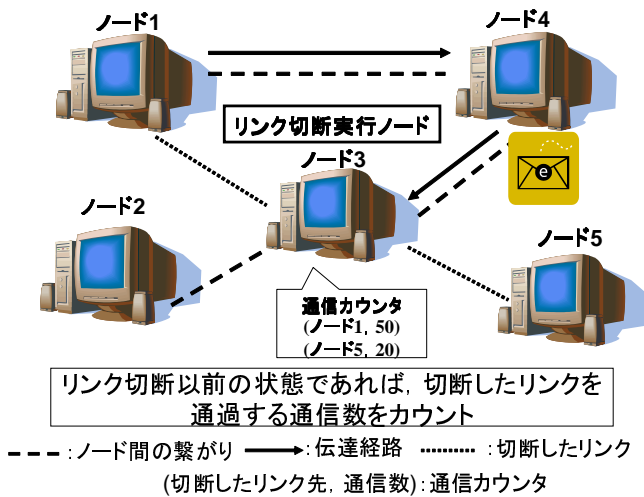 ノード1
ノード4
リンク切断実行ノード
ノード3
e
ノード2
ノード5
通信カウンタ
(ノード1, 50)
(ノード5, 20)
リンク切断以前の状態であれば, 切断したリンクを
通過する通信数をカウント
:ノード間の繋がり :伝達経路 :切断したリンク
(切断したリンク先, 通信数):通信カウンタ